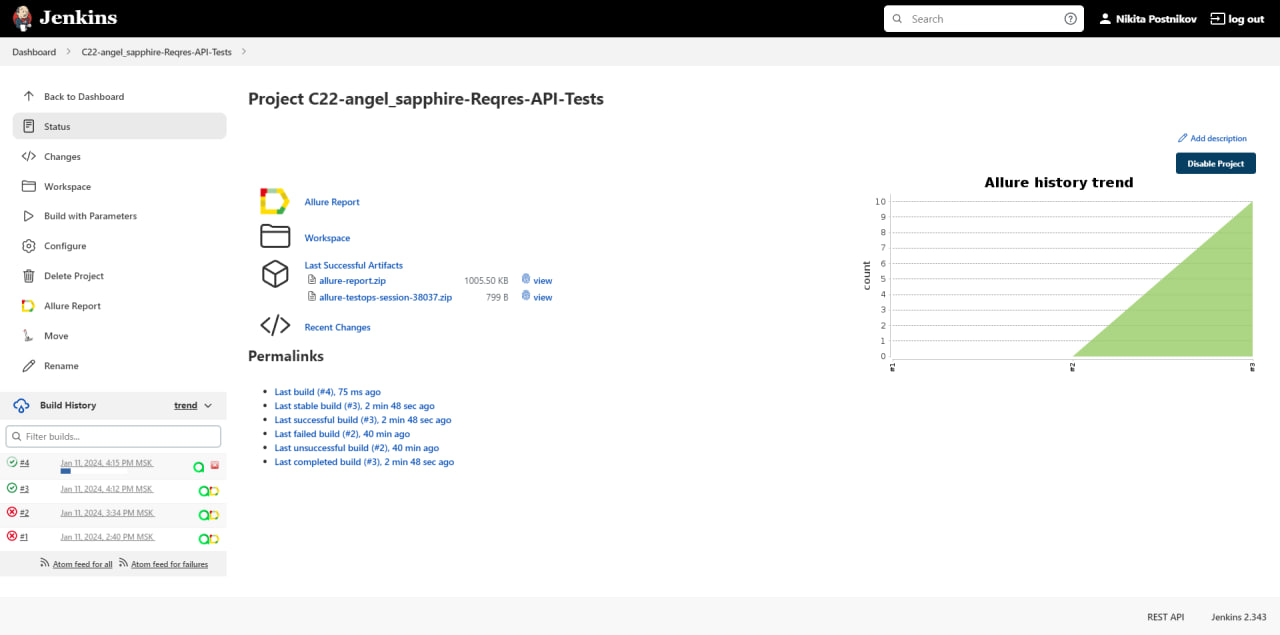 Jenkins
Search
Nikita Postnikov
log out
Dashboard
C22-angel_sapphire-Reqres-API-Tests
Back to Dashboard
Status
Changes
Workspace
Build with Parameters
Configure
Delete Project
Allure Report
Move
Rename
Build History
trend
Filter builds...
#4 Jan 11, 2024, 4:15 PM MSK
#3 Jan 11, 2024, 4:12 PM MSK
#2 Jan 11, 2024, 3:34 PM MSK
#1 Jan 11, 2024, 2:40 PM MSK
Atom feed for all Atom feed for failures
Project C22-angel_sapphire-Reqres-API-Tests
Add description
Disable Project
Allure Report
Workspace
Last Successful Artifacts
allure-report.zip 1005.50 KB view
allure-testops-session-38037.zip 799 B view
Recent Changes
Permalinks
Last build (#4), 75 ms ago
Last stable build (#3), 2 min 48 sec ago
Last successful build (#3), 2 min 48 sec ago
Last failed build (#2), 40 min ago
Last unsuccessful build (#2), 40 min ago
Last completed build (#3), 2 min 48 sec ago
Allure history trend
count
10
9
8
7
6
5
4
3
2
1
0
#1
#2
#3
REST API
Jenkins 2.343